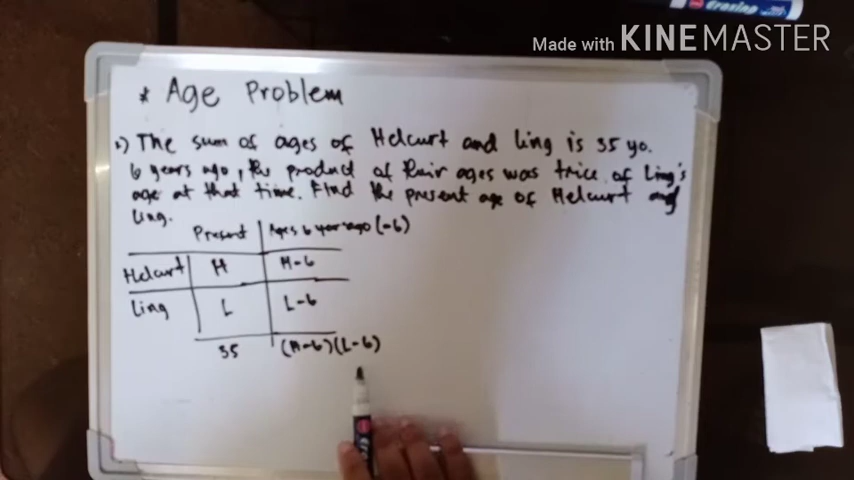 Made with KINEMASTER
Erasing
* Age Problem
The sum of ages of Helcurt and Ling is 35 yo.
6 years ago, the product of their ages was trice of Ling's
age at that time. Find the present age of Helcurt and
Ling.
Present Ages 6 year ago (-6)
Helcurt H H-6
Ling L L-6
35 (H-6)(L-6)